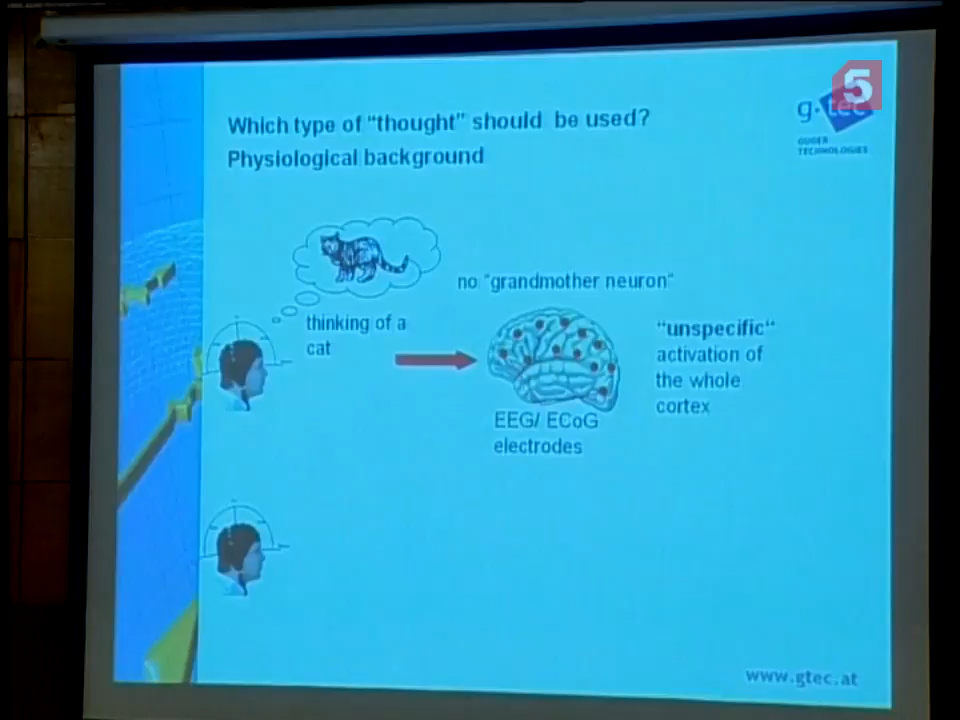 Which type of "thought" should be used?
Physiological background
5
g.tec
GUGER
TECHNOLOGIES
no "grandmother neuron"
thinking of a
cat
"unspecific"
activation of
the whole
cortex
EEG/ ECoG
electrodes
www.gtec.at